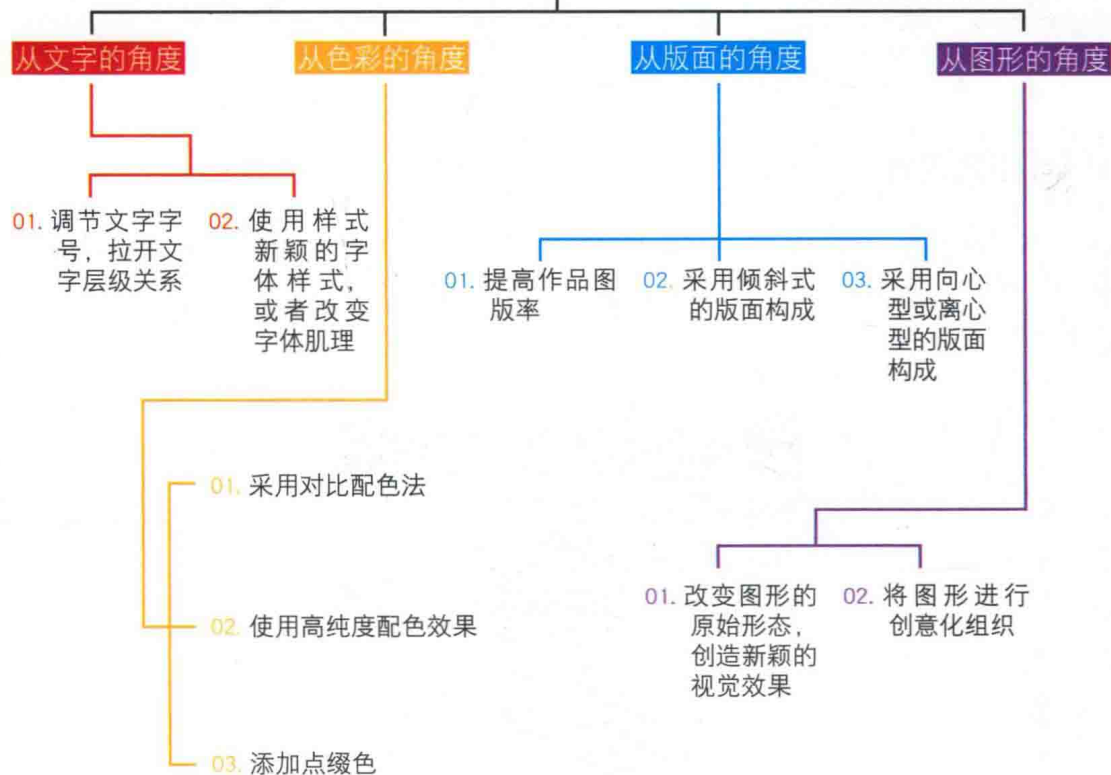 从文字的角度
从色彩的角度
从版面的角度
从图形的角度
01. 调节文字字
号，拉开文
字层级关系
02. 使用样式
新颖的字
体样式，
或者改变
字体肌理
01. 提高作品图
版率
02. 采用倾斜式
的版面构成
03. 采用向心
型或离心
型的版面
构成
01. 采用对比配色法
02. 使用高纯度配色效果
03. 添加点缀色
01. 改变图形的
原始形态，
创造新颖的
视觉效果
02. 将图形进行
创意化组织